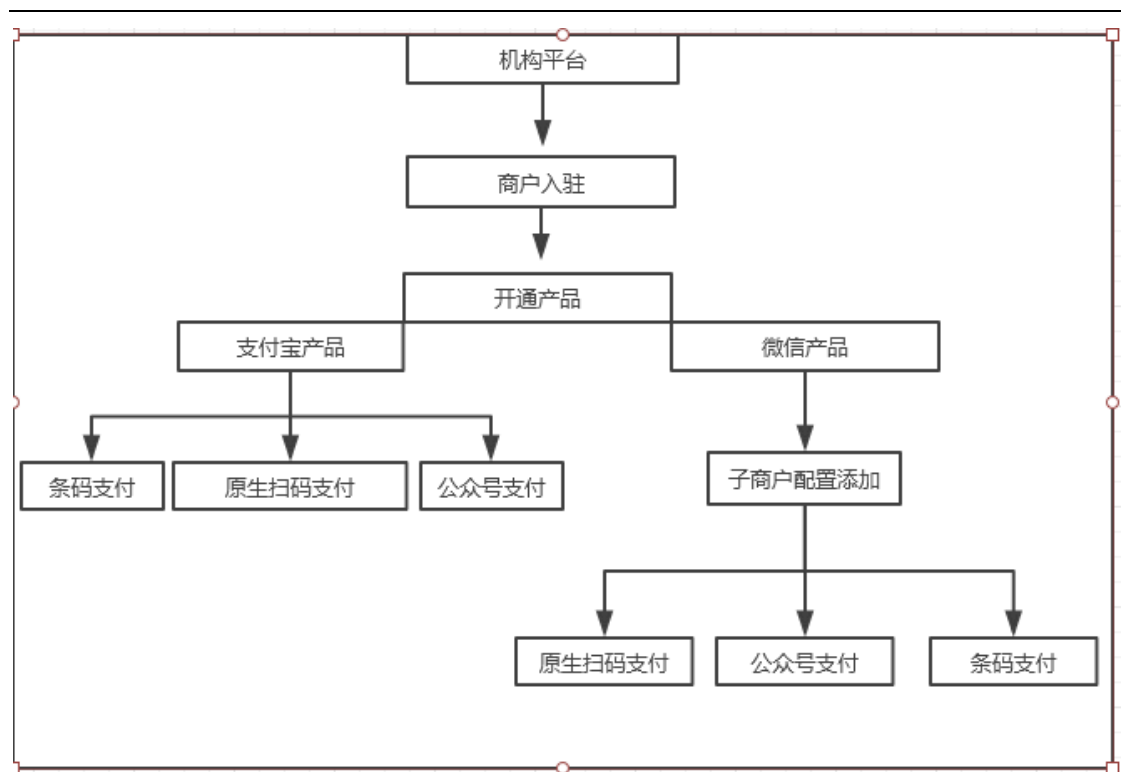 机构平台
商户入驻
开通产品
支付宝产品
微信产品
条码支付
原生扫码支付
公众号支付
子商户配置添加
原生扫码支付
公众号支付
条码支付